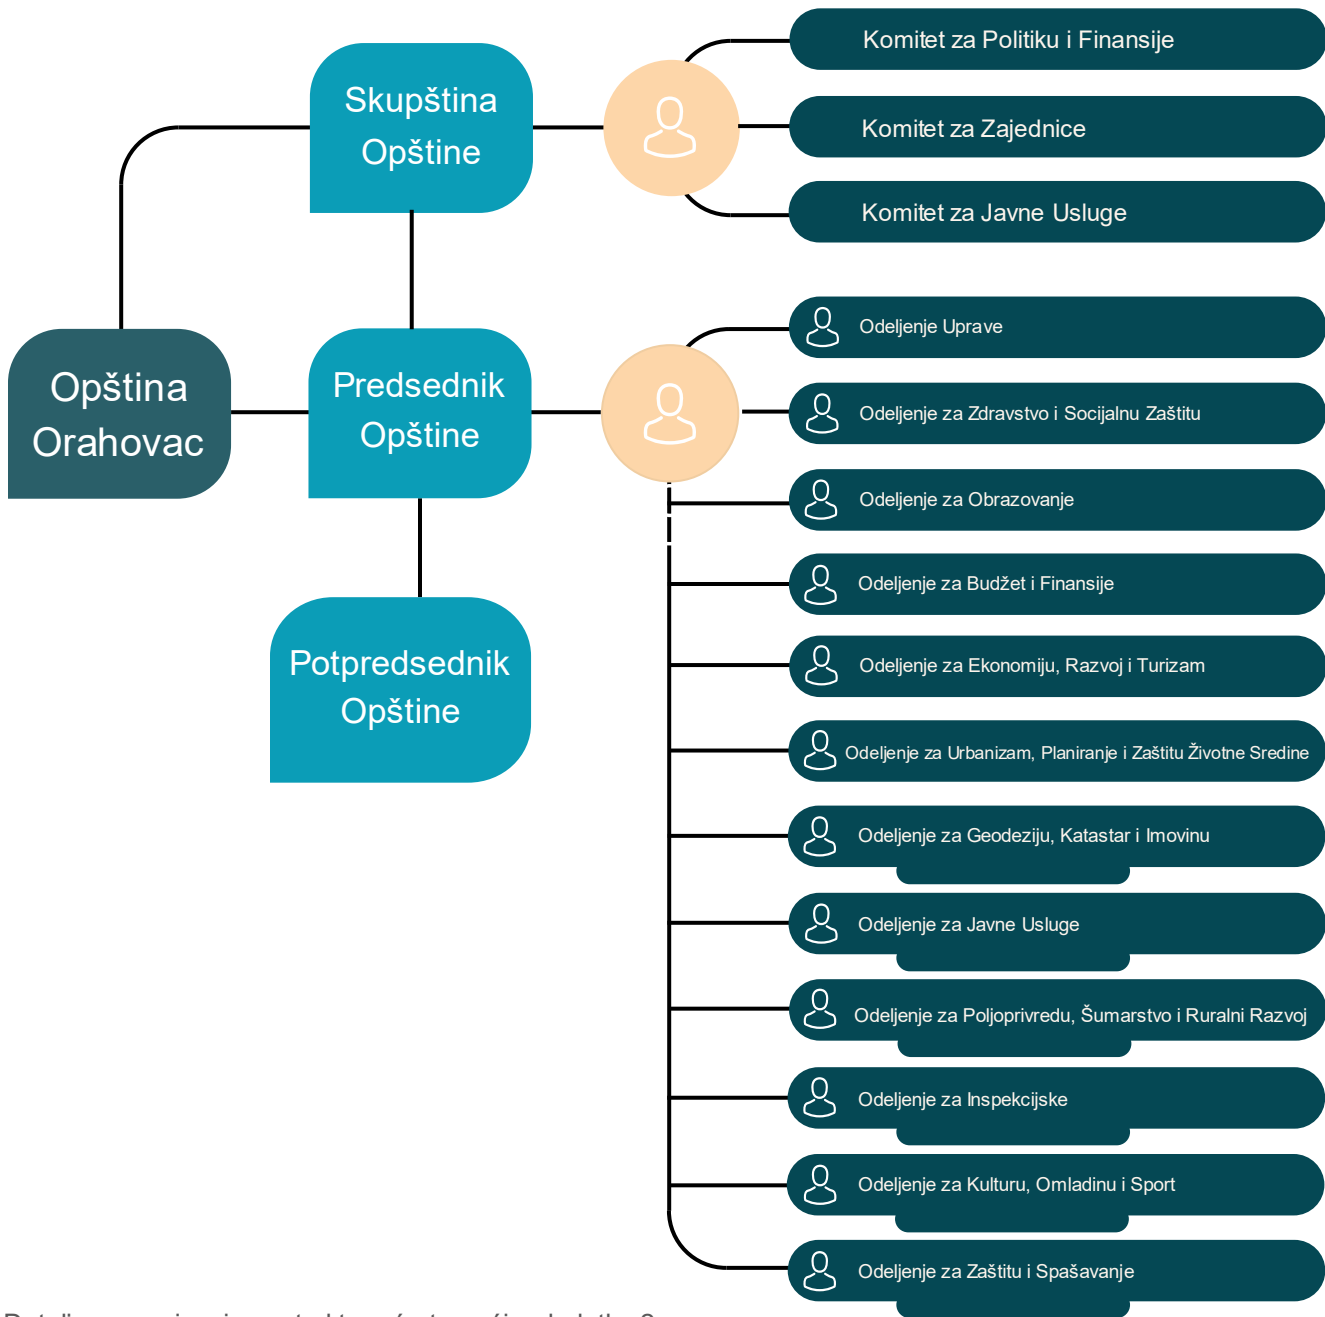 Komitet za Politiku i Finansije
Skupština
Opštine
Komitet za Zajednice
Komitet za Javne Usluge
Opština
Orahovac
Predsednik
Opštine
Potpredsednik
Opštine
Odeljenje Uprave
Odeljenje za Zdravstvo i Socijalnu Zaštitu
Odeljenje za Obrazovanje
Odeljenje za Budžet i Finansije
Odeljenje za Ekonomiju, Razvoj i Turizam
Odeljenje za Urbanizam, Planiranje i Zaštitu Životne Sredine
Odeljenje za Geodeziju, Katastar i Imovinu
Odeljenje za Javne Usluge
Odeljenje za Poljoprivredu, Šumarstvo i Ruralni Razvoj
Odeljenje za Inspekcijske
Odeljenje za Kulturu, Omladinu i Sport
Odeljenje za Zaštitu i Spašavanje